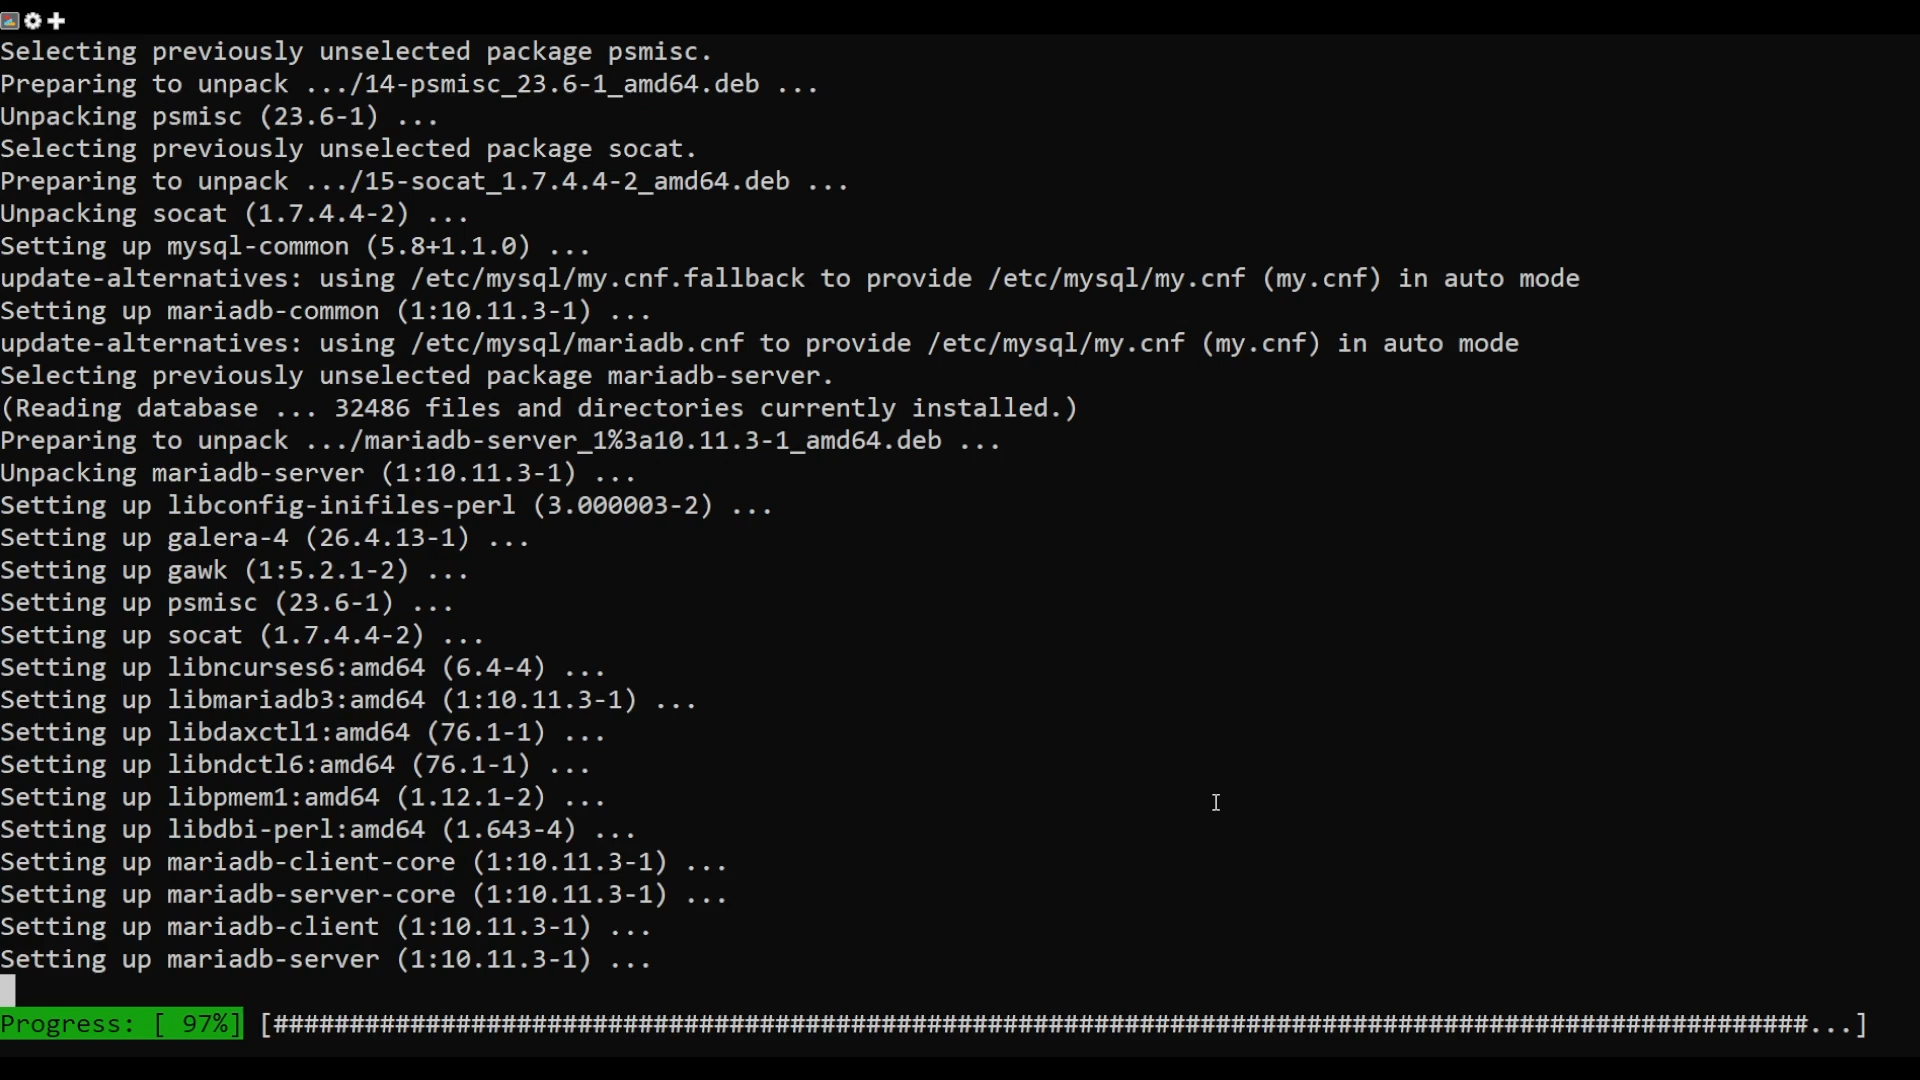 Selecting previously unselected package psmisc.
Preparing to unpack .../14-psmisc_23.6-1_amd64.deb ...
Unpacking psmisc (23.6-1) ...
Selecting previously unselected package socat.
Preparing to unpack .../15-socat_1.7.4.4-2_amd64.deb ...
Unpacking socat (1.7.4.4-2) ...
Setting up mysql-common (5.8+1.1.0) ...
update-alternatives: using /etc/mysql/my.cnf.fallback to provide /etc/mysql/my.cnf (my.cnf) in auto mode
Setting up mariadb-common (1:10.11.3-1) ...
update-alternatives: using /etc/mysql/mariadb.cnf to provide /etc/mysql/my.cnf (my.cnf) in auto mode
Selecting previously unselected package mariadb-server.
(Reading database ... 32486 files and directories currently installed.)
Preparing to unpack .../mariadb-server_1%3a10.11.3-1_amd64.deb ...
Unpacking mariadb-server (1:10.11.3-1) ...
Setting up libconfig-inifiles-perl (3.000003-2) ...
Setting up galera-4 (26.4.13-1) ...
Setting up gawk (1:5.2.1-2) ...
Setting up psmisc (23.6-1) ...
Setting up socat (1.7.4.4-2) ...
Setting up libncurses6:amd64 (6.4-4) ...
Setting up libmariadb3:amd64 (1:10.11.3-1) ...
Setting up libdaxctl1:amd64 (76.1-1) ...
Setting up libndctl6:amd64 (76.1-1) ...
Setting up libpmem1:amd64 (1.12.1-2) ...
Setting up libdbi-perl:amd64 (1.643-4) ...
Setting up mariadb-client-core (1:10.11.3-1) ...
Setting up mariadb-server-core (1:10.11.3-1) ...
Setting up mariadb-client (1:10.11.3-1) ...
Setting up mariadb-server (1:10.11.3-1) ...
Progress: [ 97%] [#####################################################################################################...]